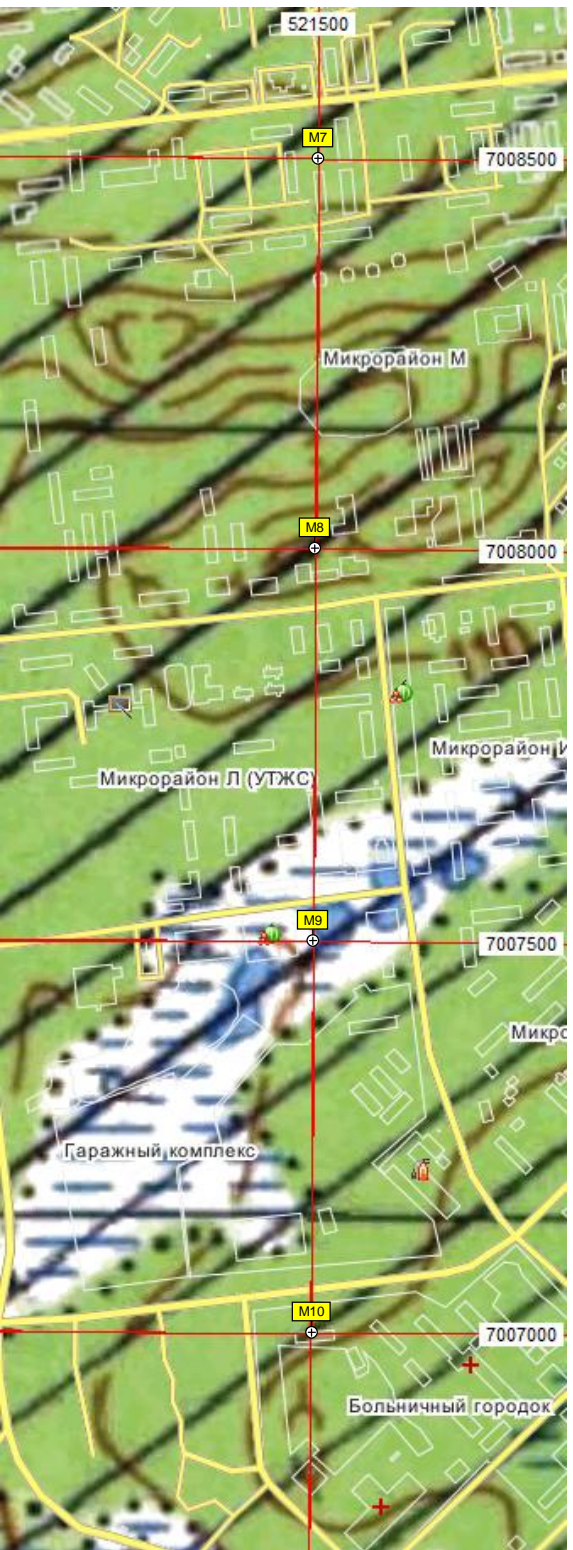 521500
M7
7008500
Микрорайон М
M8
7008000
Микрорайон И
Микрорайон Л (УТЖС)
M9
7007500
Микро
Гаражный комплекс
M10
7007000
Больничный городок